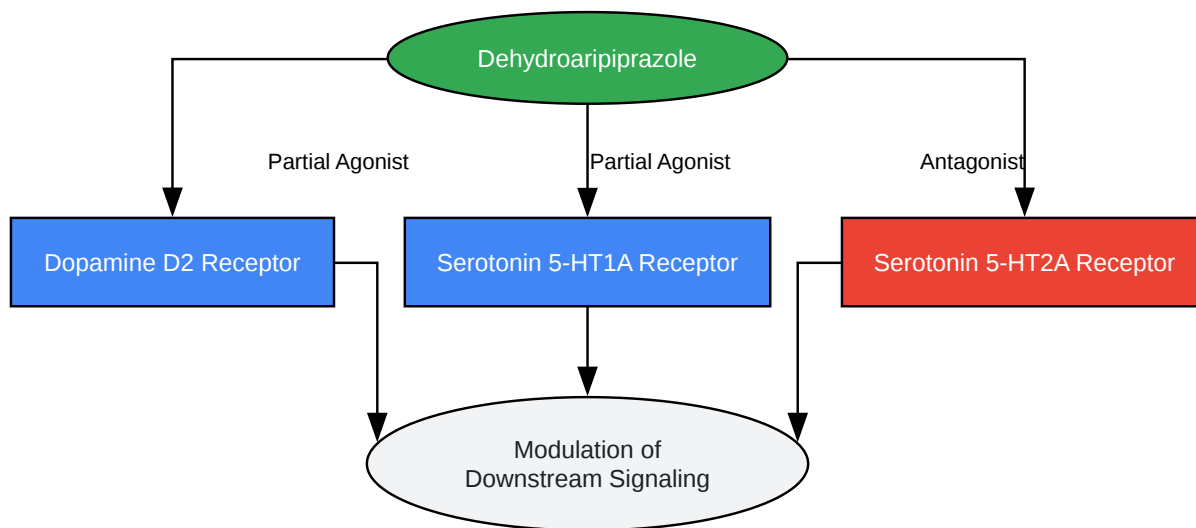 Dehydroaripiprazole
Partial Agonist
Partial Agonist
Antagonist
Dopamine D2 Receptor
Serotonin 5-HT1A Receptor
Serotonin 5-HT2A Receptor
Modulation of
Downstream Signaling